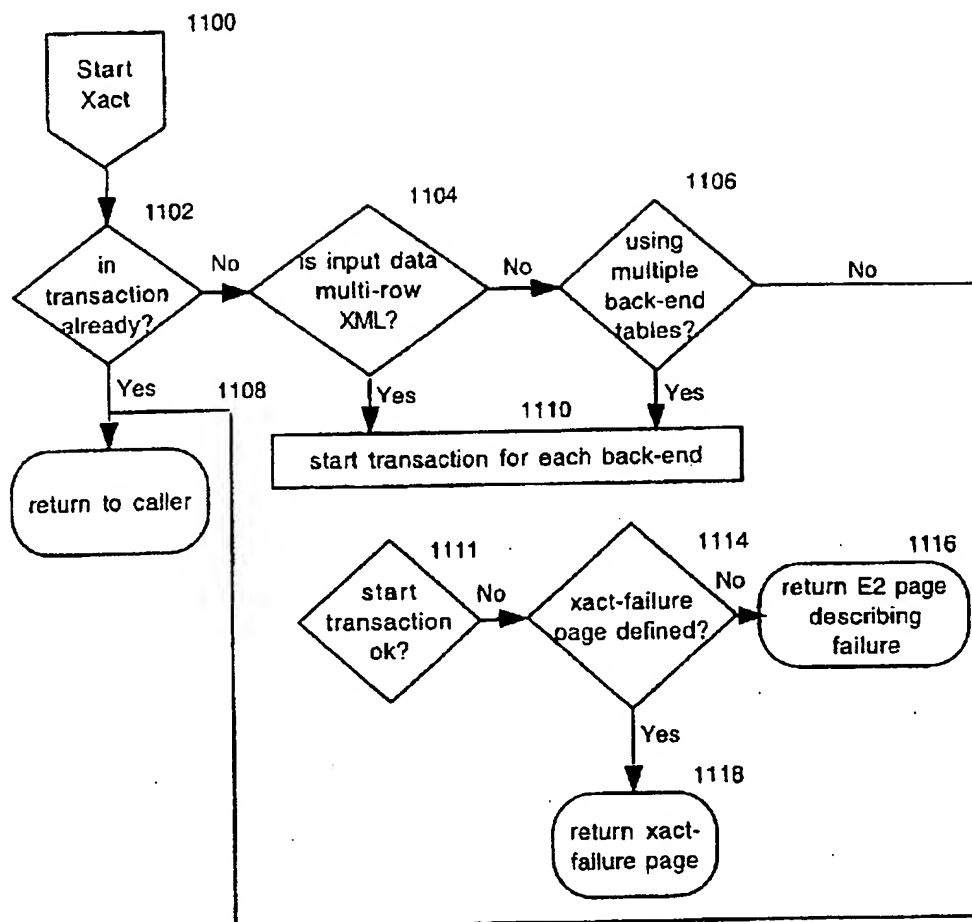 1100
Start
Xact
1102
in
transaction
already?
No
1104
is input data
multi-row
XML?
No
1106
using
multiple
back-end
tables?
No
Yes
1108
return to caller
Yes
1110
Yes
start transaction for each back-end
1111
start
transaction
ok?
No
1114
xact-failure
page defined?
No
1116
return E2 page
describing
failure
Yes
1118
return xact-
failure page